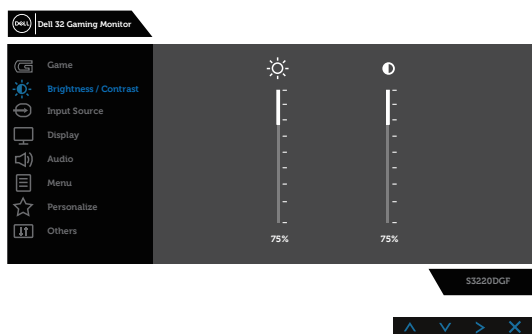 DELL Dell 32 Gaming Monitor
Game
Brightness / Contrast
Input Source
Display
Audio
Menu
Personalize
Others
75% 75%
S3220DGF